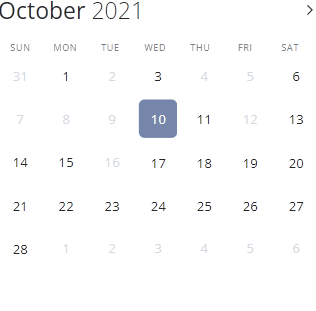 October 2021
SUN MON TUE WED THU FRI SAT
31 1 2 3 4 5 6
7 8 9 10 11 12 13
14 15 16 17 18 19 20
21 22 23 24 25 26 27
28 1 2 3 4 5 6